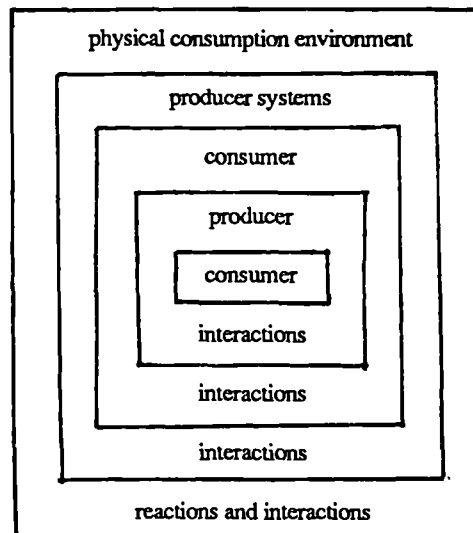 physical consumption environment
producer systems
consumer
producer
consumer
interactions
interactions
interactions
reactions and interactions